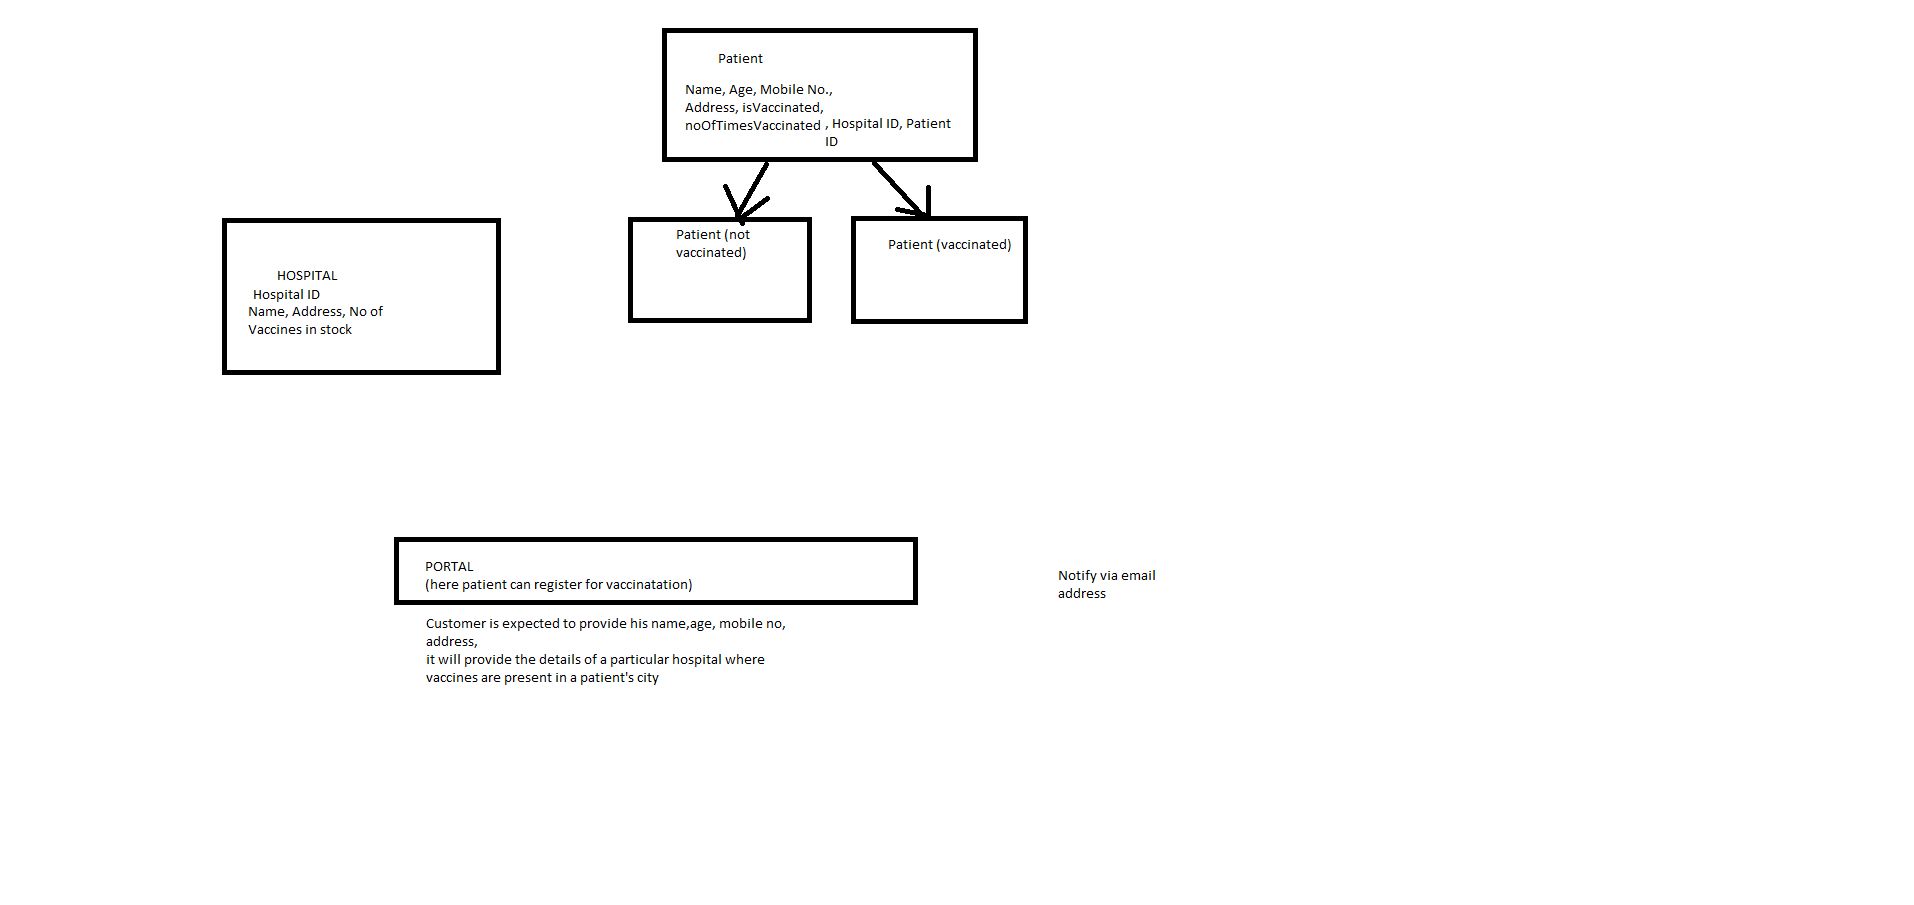 Patient
Name, Age, Mobile No.,
Address, isVaccinated,
noOfTimesVaccinated , Hospital ID, Patient
ID
Patient (not
vaccinated)
Patient (vaccinated)
HOSPITAL
Hospital ID
Name, Address, No of
Vaccines in stock
PORTAL
(here patient can register for vaccinatation)
Customer is expected to provide his name,age, mobile no,
address,
it will provide the details of a particular hospital where
vaccines are present in a patient's city
Notify via email
address